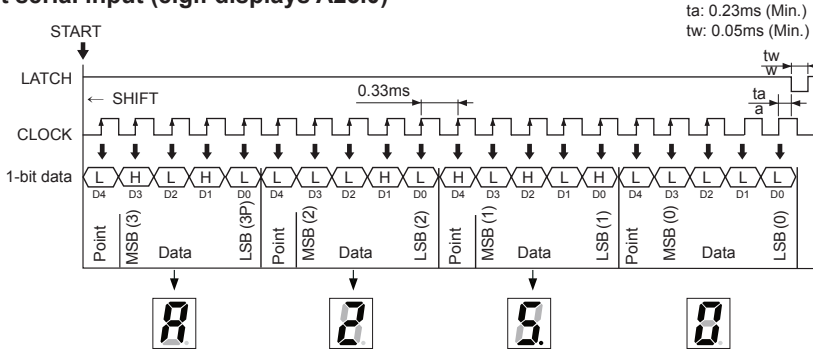 t serial input (sign displays A25.0)
ta: 0.23ms (Min.)
tw: 0.05ms (Min.)
START
tw
w
LATCH
← SHIFT
0.33ms
ta
a
CLOCK
1-bit data
L H L H L L L L H L H L H L H L L L L L
D4 D3 D2 D1 D0 D4 D3 D2 D1 D0 D4 D3 D2 D1 D0 D4 D3 D2 D1 D0
Point MSB (3) Data LSB (3P) Point MSB (2) Data LSB (2) Point MSB (1) Data LSB (1) Point MSB (0) Data LSB (0)
A 2 5. 0